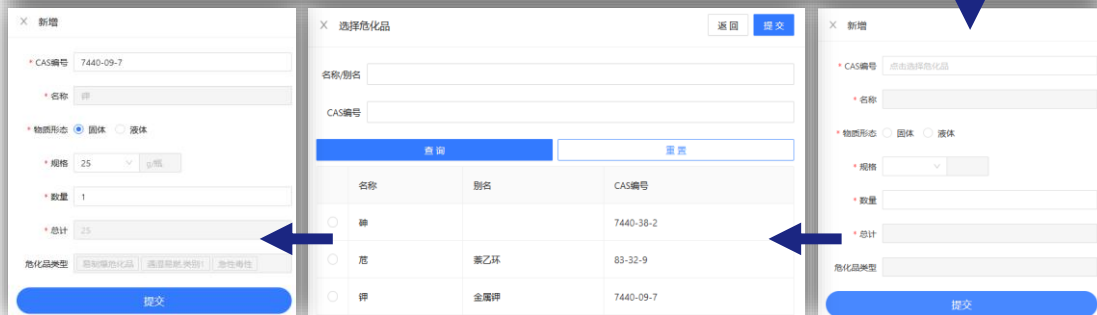 新增
* CAS编号 7440-09-7
* 名称 钾
* 物质形态 固体 液体
* 规格 25 g/瓶
* 数量 1
* 总计 25
危化品类型 易制爆危化品 遇湿易燃,类别1 急性毒性
提交
选择危化品 返回 提交
名称/别名
CAS编号
查询 重置
名称 别名 CAS编号
砷 7440-38-2
苊 萘乙环 83-32-9
钾 金属钾 7440-09-7
新增
* CAS编号 点击选择危化品
* 名称
* 物质形态 固体 液体
* 规格
* 数量
* 总计
危化品类型
提交